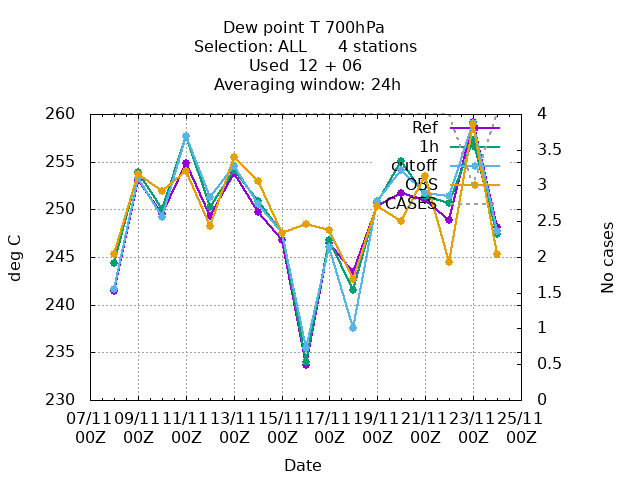 Dew point T 700hPa
Selection: ALL      4 stations
Used  12 + 06
Averaging window: 24h
260
255
250
245
240
235
230
deg C
4
3.5
3
2.5
2
1.5
1
0.5
0
No cases
Ref
1h
cutoff
OBS
CASES
07/11 09/11 11/11 13/11 15/11 17/11 19/11 21/11 23/11 25/11
00Z 00Z 00Z 00Z 00Z 00Z 00Z 00Z 00Z 00Z
Date